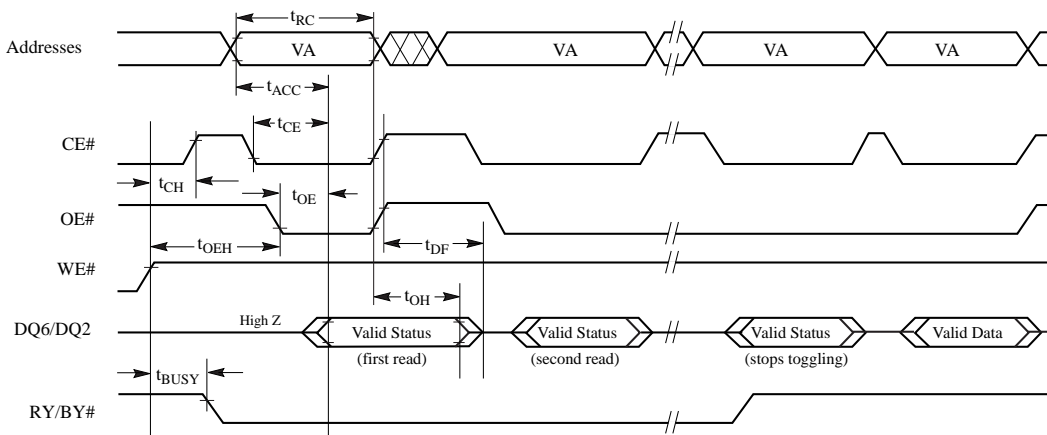 tRC
Addresses VA VA VA VA
tACC
tCE
CE#
tCH tOE
OE#
tOEH tDF
WE#
tOH
High Z
DQ6/DQ2 Valid Status Valid Status Valid Status Valid Data
(first read) (second read) (stops toggling)
tBUSY
RY/BY#